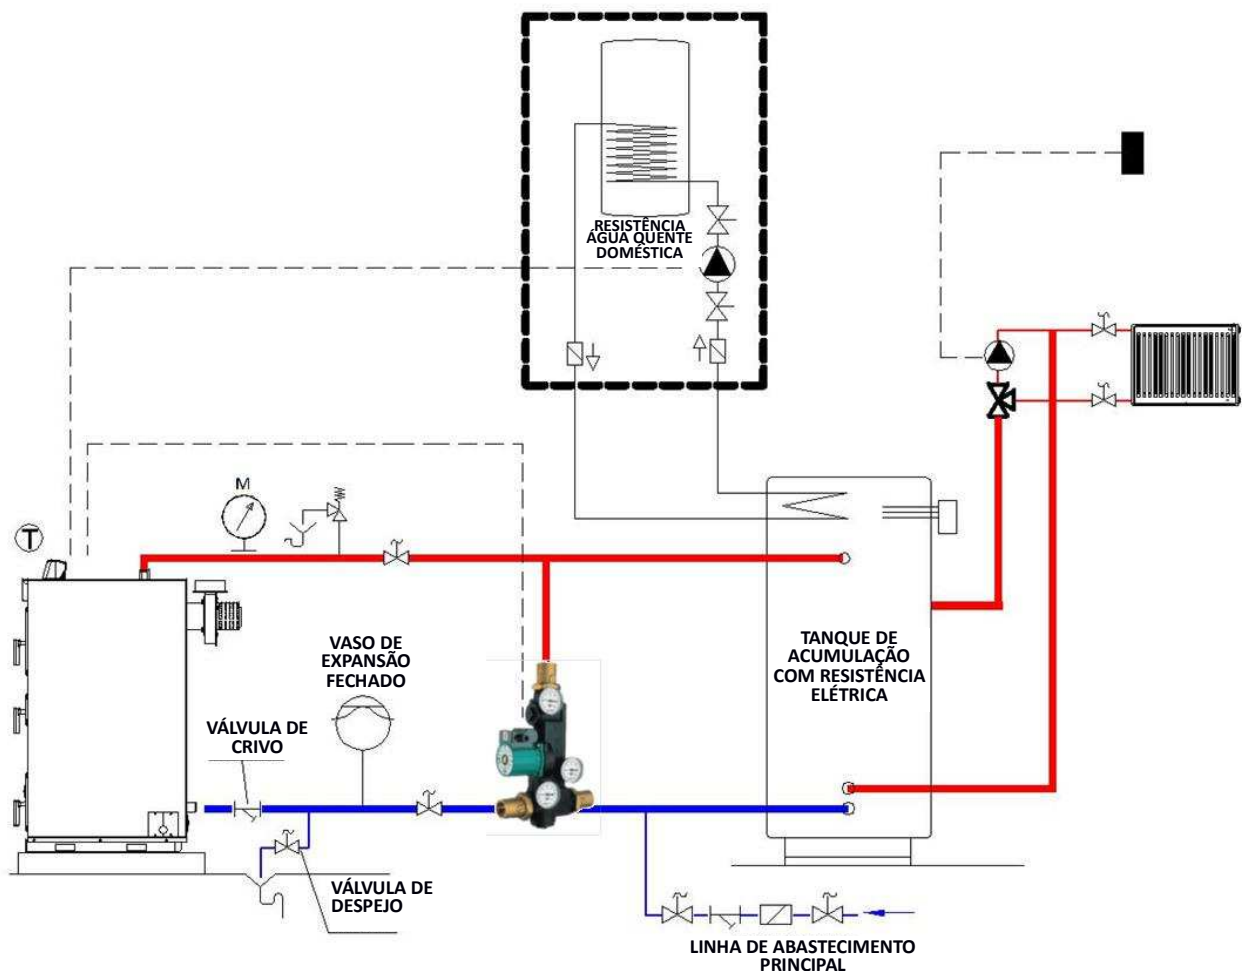 RESISTÊNCIA
ÁGUA QUENTE
DOMÉSTICA
M
T
VASO DE
EXPANSÃO
FECHADO
VÁLVULA DE
CRIVO
TANQUE DE
ACUMULAÇÃO
COM RESISTÊNCIA
ELÉTRICA
VÁLVULA DE
DESPEJO
LINHA DE ABASTECIMENTO
PRINCIPAL